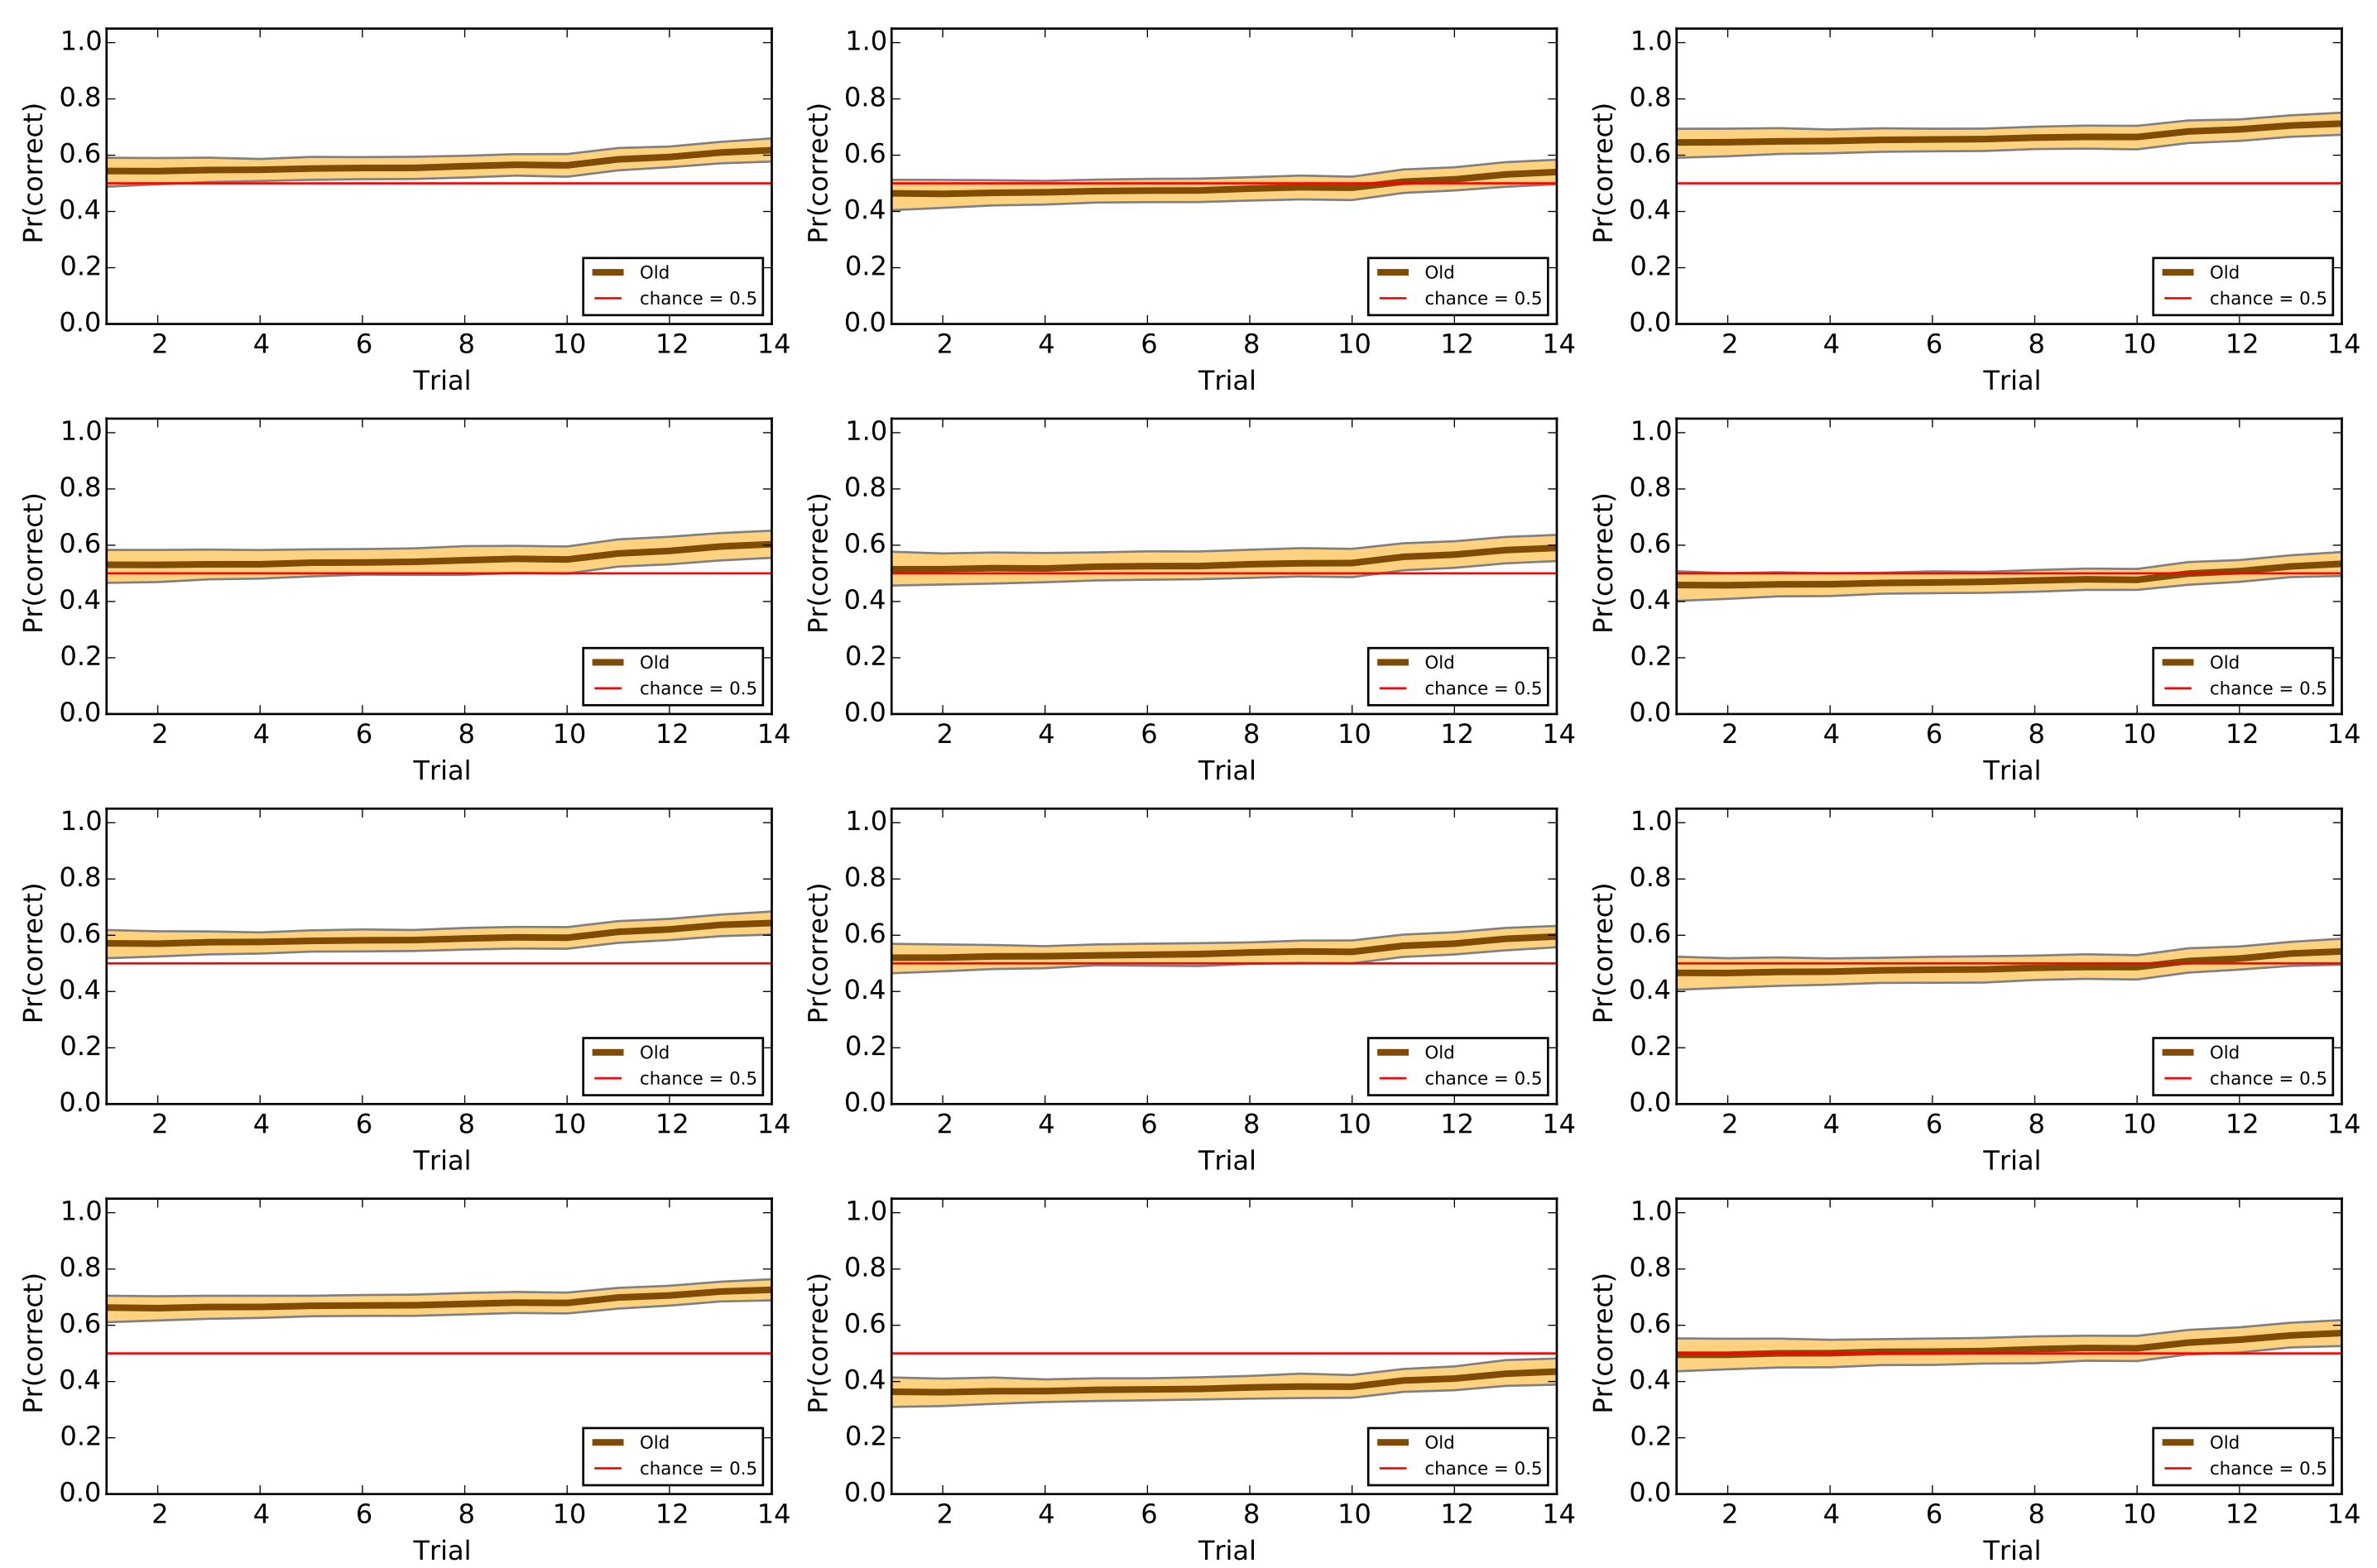 1.0 1.0 1.0
0.8 0.8 0.8
Pr(correct) Pr(correct) Pr(correct)
0.6 0.6 0.6
0.4 0.4 0.4
0.2 Old 0.2 Old 0.2 Old
chance = 0.5 chance = 0.5 chance = 0.5
0.0 0.0 0.0
2 4 6 8 10 12 14 2 4 6 8 10 12 14 2 4 6 8 10 12 14
Trial Trial Trial
1.0 1.0 1.0
0.8 0.8 0.8
Pr(correct) Pr(correct) Pr(correct)
0.6 0.6 0.6
0.4 0.4 0.4
0.2 Old 0.2 Old 0.2 Old
chance = 0.5 chance = 0.5 chance = 0.5
0.0 0.0 0.0
2 4 6 8 10 12 14 2 4 6 8 10 12 14 2 4 6 8 10 12 14
Trial Trial Trial
1.0 1.0 1.0
0.8 0.8 0.8
Pr(correct) Pr(correct) Pr(correct)
0.6 0.6 0.6
0.4 0.4 0.4
0.2 Old 0.2 Old 0.2 Old
chance = 0.5 chance = 0.5 chance = 0.5
0.0 0.0 0.0
2 4 6 8 10 12 14 2 4 6 8 10 12 14 2 4 6 8 10 12 14
Trial Trial Trial
1.0 1.0 1.0
0.8 0.8 0.8
Pr(correct) Pr(correct) Pr(correct)
0.6 0.6 0.6
0.4 0.4 0.4
0.2 Old 0.2 Old 0.2 Old
chance = 0.5 chance = 0.5 chance = 0.5
0.0 0.0 0.0
2 4 6 8 10 12 14 2 4 6 8 10 12 14 2 4 6 8 10 12 14
Trial Trial Trial